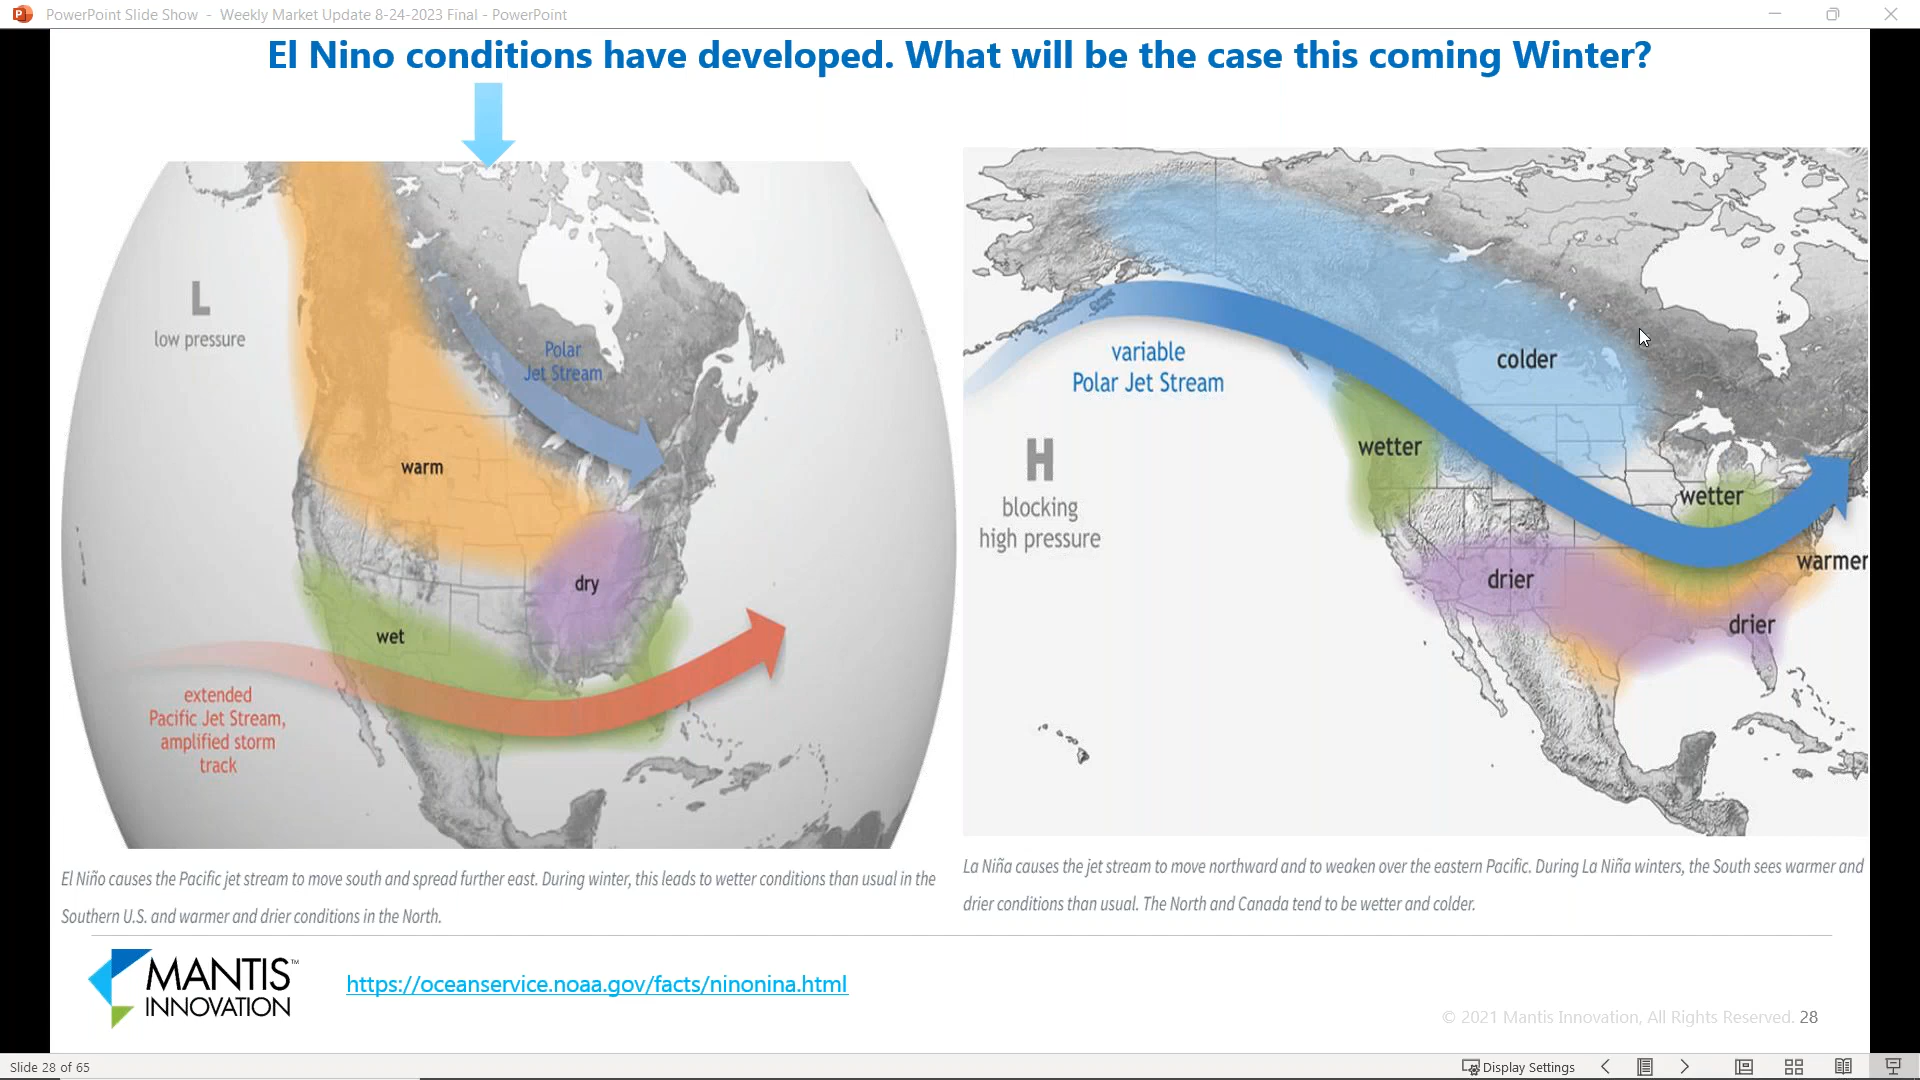 PowerPoint Slide Show - Weekly Market Update 8-24-2023 Final - PowerPoint
El Nino conditions have developed. What will be the case this coming Winter?
L
low pressure
Polar
Jet Stream
warm
dry
wet
extended
Pacific Jet Stream,
amplified storm
track
variable
Polar Jet Stream
colder
wetter
H
blocking
high pressure
wetter
warmer
drier
drier
El Niño causes the Pacific jet stream to move south and spread further east. During winter, this leads to wetter conditions than usual in the
Southern U.S. and warmer and drier conditions in the North.
La Niña causes the jet stream to move northward and to weaken over the eastern Pacific. During La Niña winters, the South sees warmer and
drier conditions than usual. The North and Canada tend to be wetter and colder.
MANTIS™
INNOVATION
https://oceanservice.noaa.gov/facts/ninonina.html
© 2021 Mantis Innovation, All Rights Reserved. 28
Slide 28 of 65
Display Settings